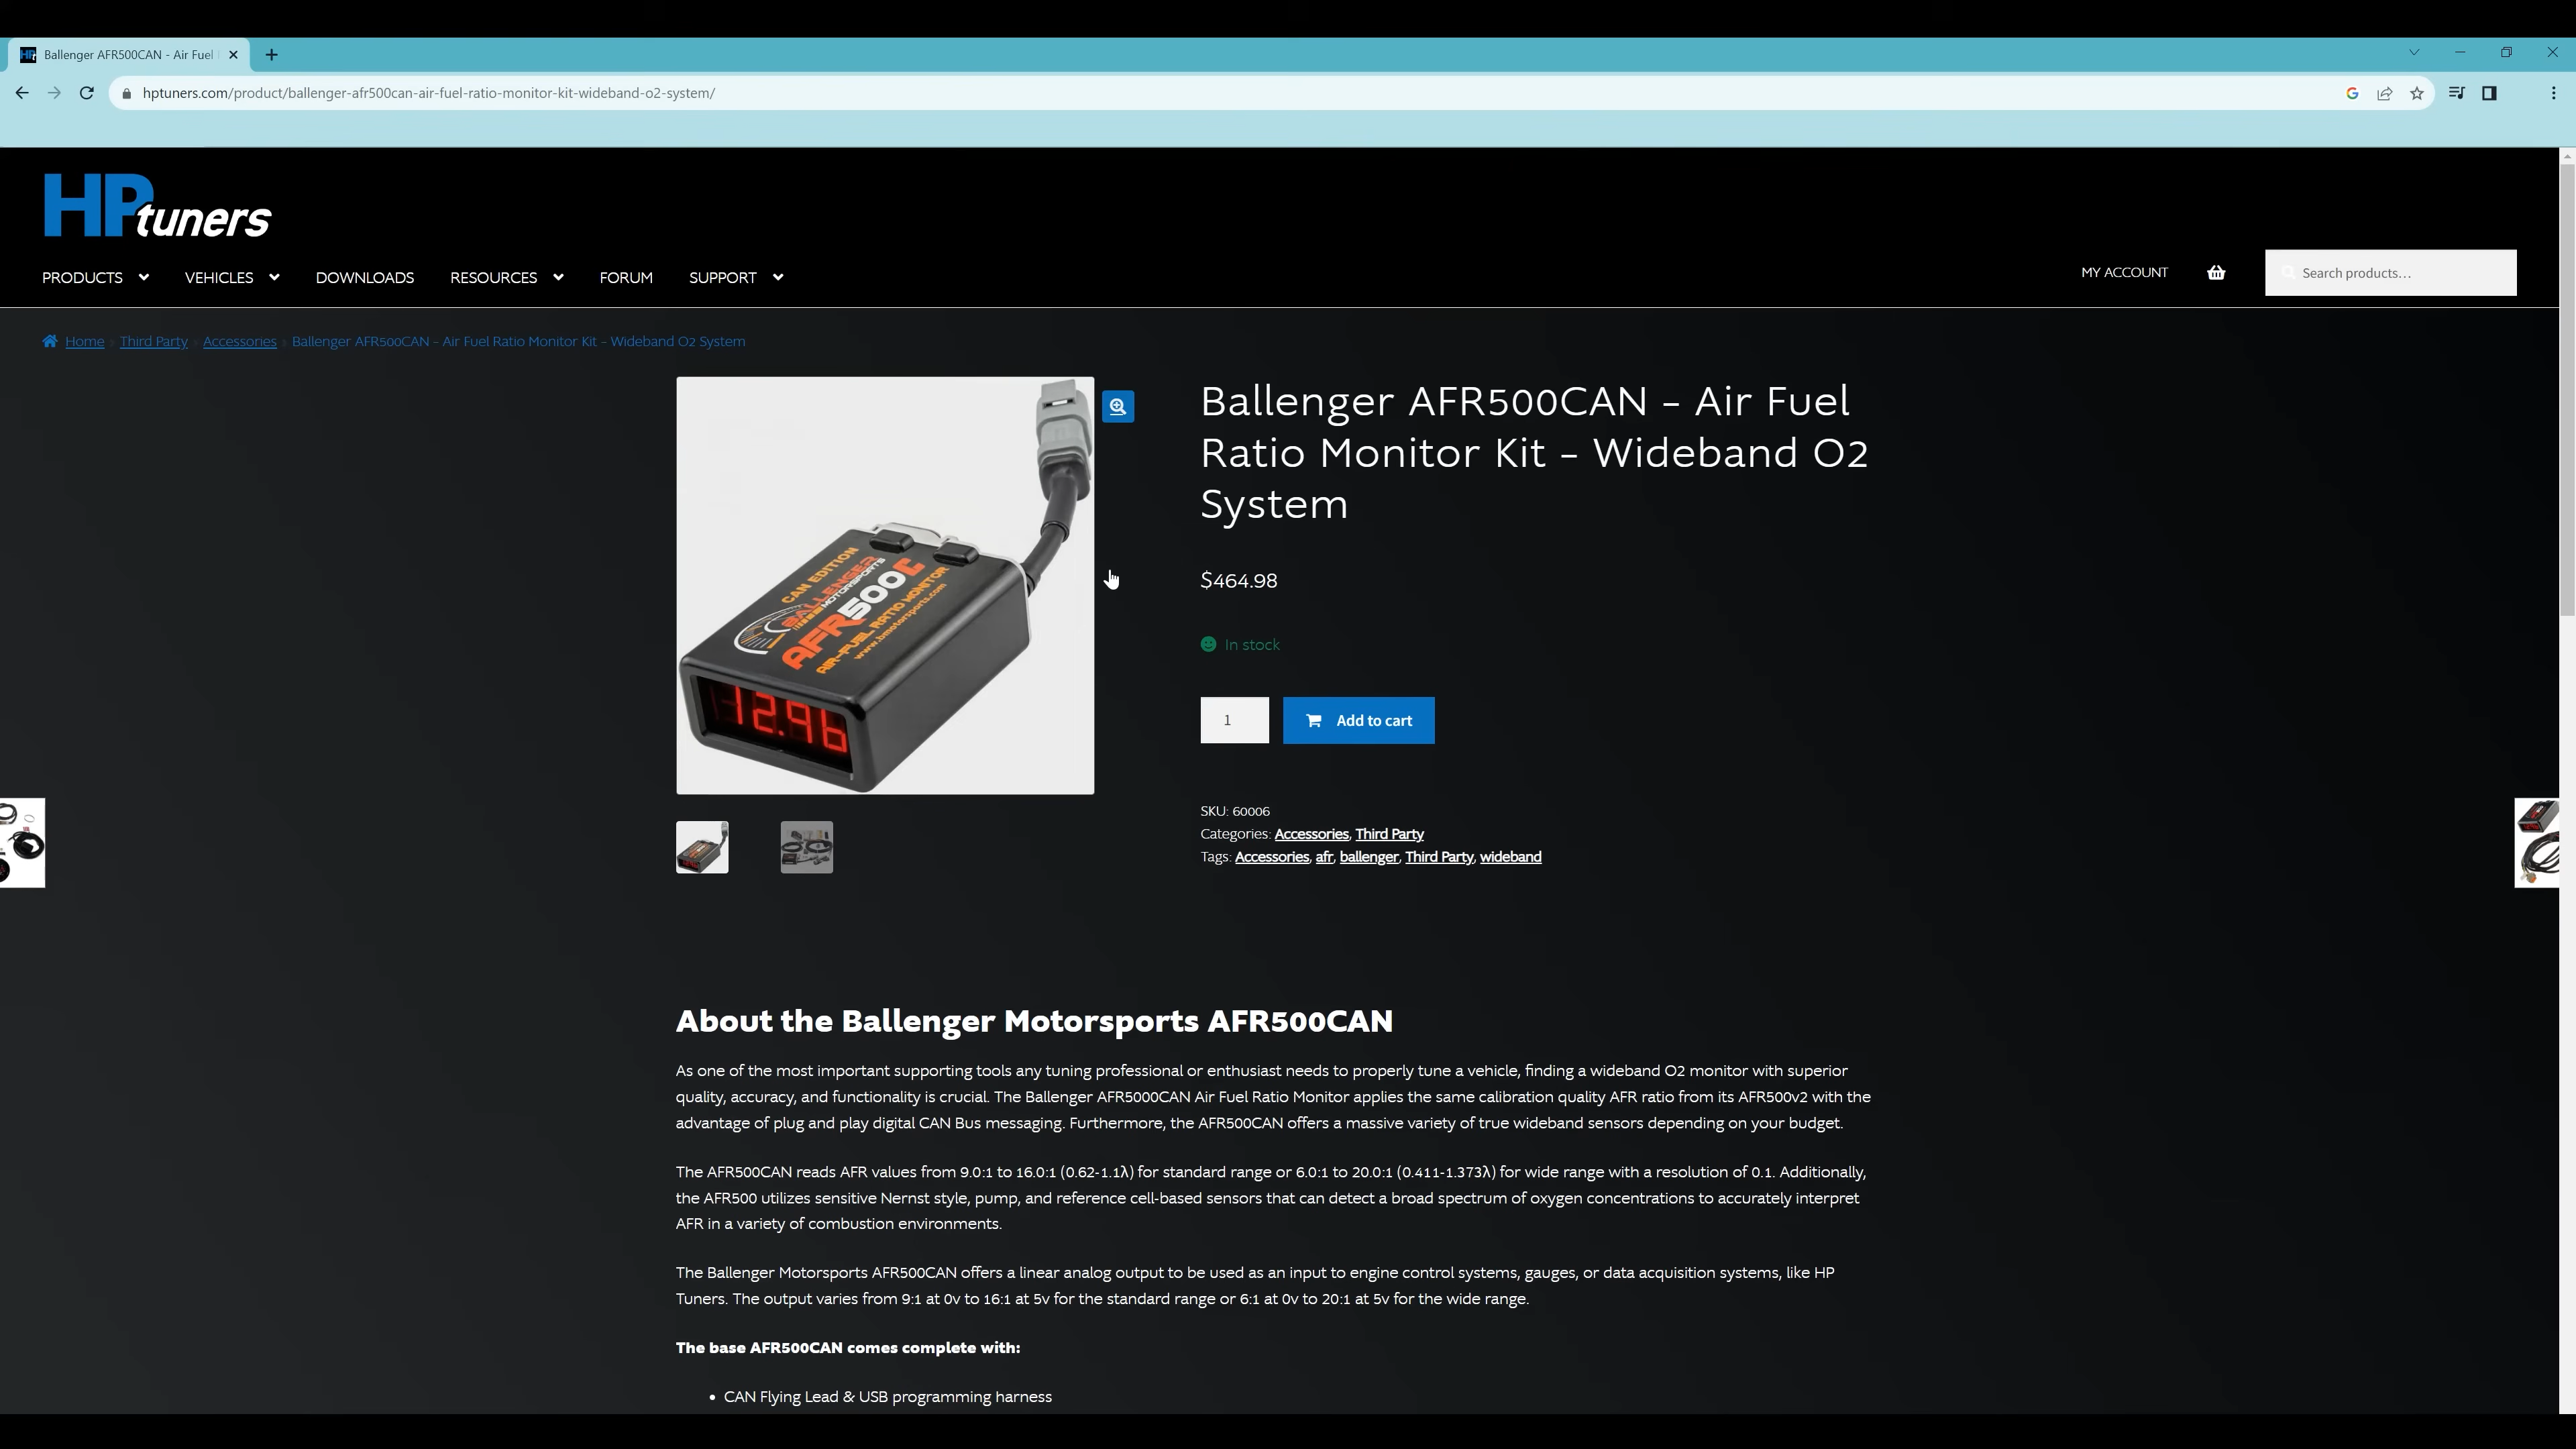 Ballenger AFR500CAN - Air Fuel
hptuners.com/product/ballenger-afr500can-air-fuel-ratio-monitor-kit-wideband-o2-system/
HPtuners
PRODUCTS VEHICLES DOWNLOADS RESOURCES FORUM SUPPORT
MY ACCOUNT
Search products…
Home Third Party Accessories Ballenger AFR500CAN – Air Fuel Ratio Monitor Kit – Wideband O2 System
CAN EDITION
BALLENGER
MOTORSPORTS
AFR500C
AIR-FUEL RATIO MONITOR
www.bmotorsports.com
12.96
Ballenger AFR500CAN – Air Fuel
Ratio Monitor Kit – Wideband O2
System
$464.98
In stock
1
Add to cart
SKU: 60006
Categories: Accessories, Third Party
Tags: Accessories, afr, ballenger, Third Party, wideband
About the Ballenger Motorsports AFR500CAN
As one of the most important supporting tools any tuning professional or enthusiast needs to properly tune a vehicle, finding a wideband O2 monitor with superior
quality, accuracy, and functionality is crucial. The Ballenger AFR5000CAN Air Fuel Ratio Monitor applies the same calibration quality AFR ratio from its AFR500v2 with the
advantage of plug and play digital CAN Bus messaging. Furthermore, the AFR500CAN offers a massive variety of true wideband sensors depending on your budget.
The AFR500CAN reads AFR values from 9.0:1 to 16.0:1 (0.62-1.1λ) for standard range or 6.0:1 to 20.0:1 (0.411-1.373λ) for wide range with a resolution of 0.1. Additionally,
the AFR500 utilizes sensitive Nernst style, pump, and reference cell-based sensors that can detect a broad spectrum of oxygen concentrations to accurately interpret
AFR in a variety of combustion environments.
The Ballenger Motorsports AFR500CAN offers a linear analog output to be used as an input to engine control systems, gauges, or data acquisition systems, like HP
Tuners. The output varies from 9:1 at 0v to 16:1 at 5v for the standard range or 6:1 at 0v to 20:1 at 5v for the wide range.
The base AFR500CAN comes complete with:
• CAN Flying Lead & USB programming harness